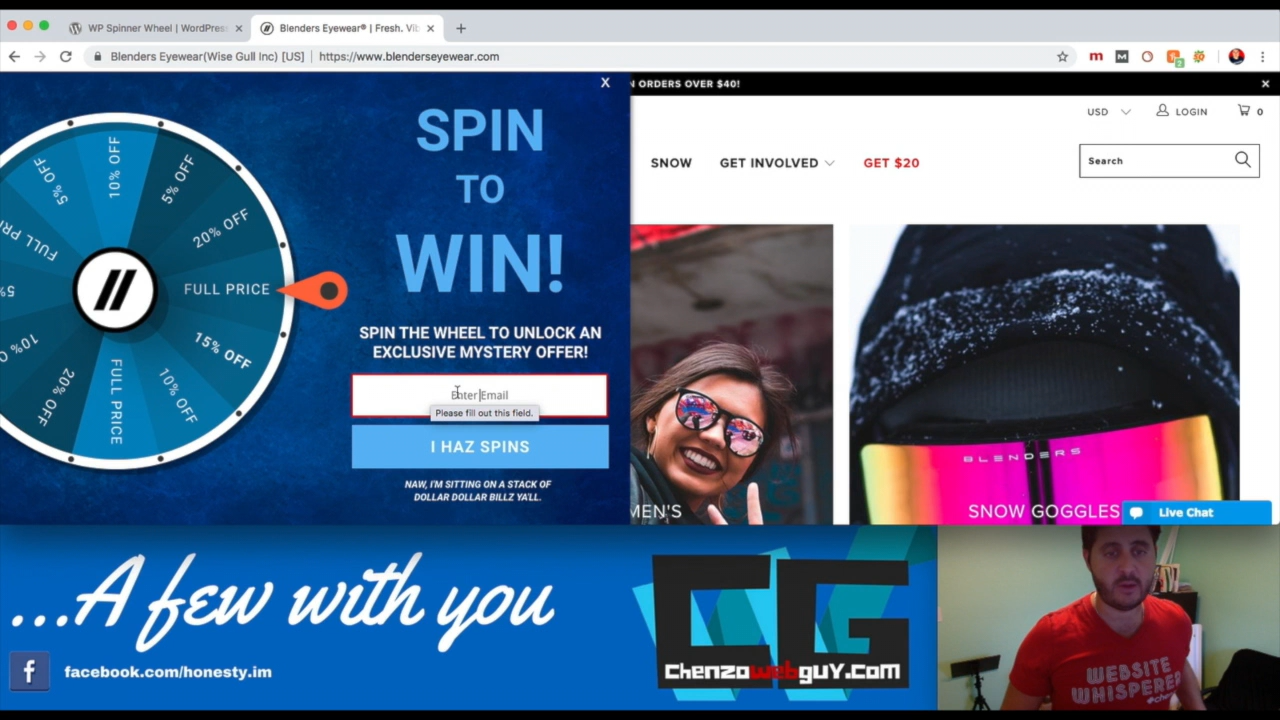 WP Spinner Wheel | WordPress
Blenders Eyewear® | Fresh. Vib
Blenders Eyewear(Wise Gull Inc) [US]
https://www.blenderseyewear.com
X
N ORDERS OVER $40!
USD
LOGIN
0
SNOW
GET INVOLVED
GET $20
Search
SPIN
TO
WIN!
5% OFF
10% OFF
5% OFF
20% OFF
FULL PRICE
15% OFF
10% OFF
FULL PRICE
20% OFF
10% O
5%
FULL PRI
SPIN THE WHEEL TO UNLOCK AN
EXCLUSIVE MYSTERY OFFER!
Enter Email
Please fill out this field.
I HAZ SPINS
NAW, I'M SITTING ON A STACK OF
DOLLAR DOLLAR BILLZ YA'LL.
MEN'S
BLENDERS
SNOW GOGGLES
Live Chat
...A few with you
f
facebook.com/honesty.im
CG
ChenzoWebguY.COM
WEBSITE
WHISPERER